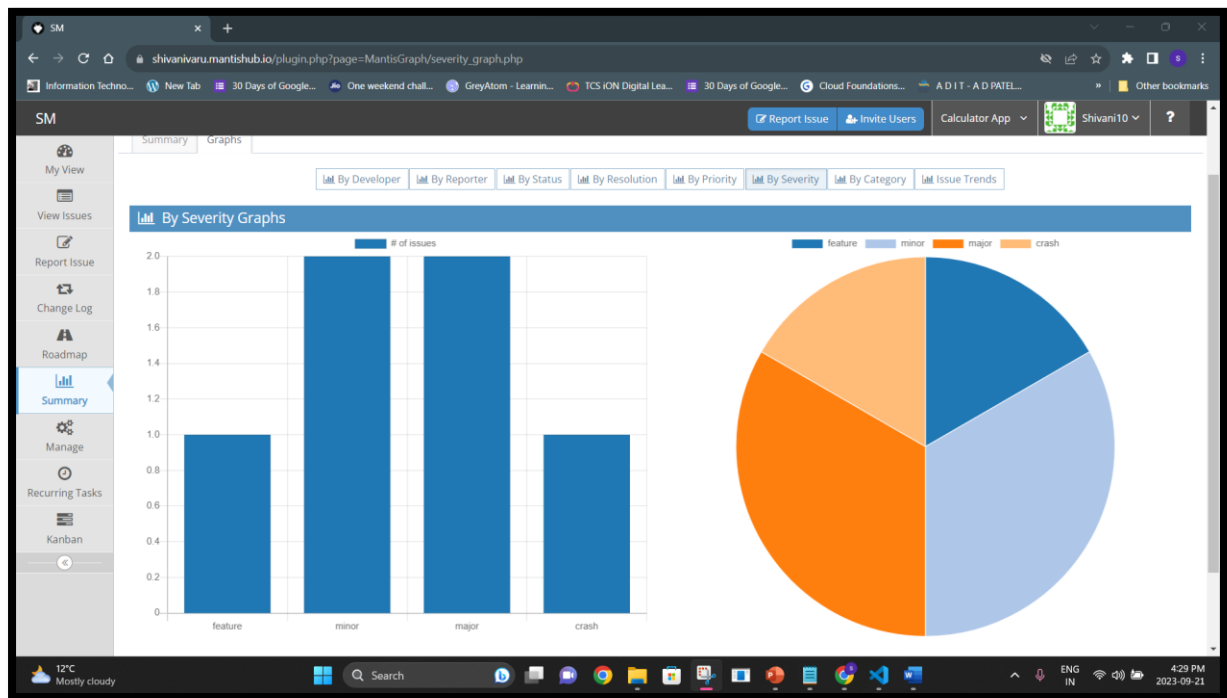 SM
shivanivaru.mantishub.io/plugin.php?page=MantisGraph/severity_graph.php
S
Information Techno... New Tab 30 Days of Google... One weekend chall... GreyAtom - Learnin... TCS iON Digital Lea... 30 Days of Google... Cloud Foundations... A D I T - A D PATEL... » Other bookmarks
SM Report Issue Invite Users Calculator App Shivani10 ?
Summary Graphs
My View
View Issues
Report Issue
Change Log
Roadmap
Summary
Manage
Recurring Tasks
Kanban
By Developer By Reporter By Status By Resolution By Priority By Severity By Category Issue Trends
By Severity Graphs
# of issues
2.0
1.8
1.6
1.4
1.2
1.0
0.8
0.6
0.4
0.2
0
feature minor major crash
feature minor major crash
12°C
Mostly cloudy
Search
ENG
IN
4:29 PM
2023-09-21